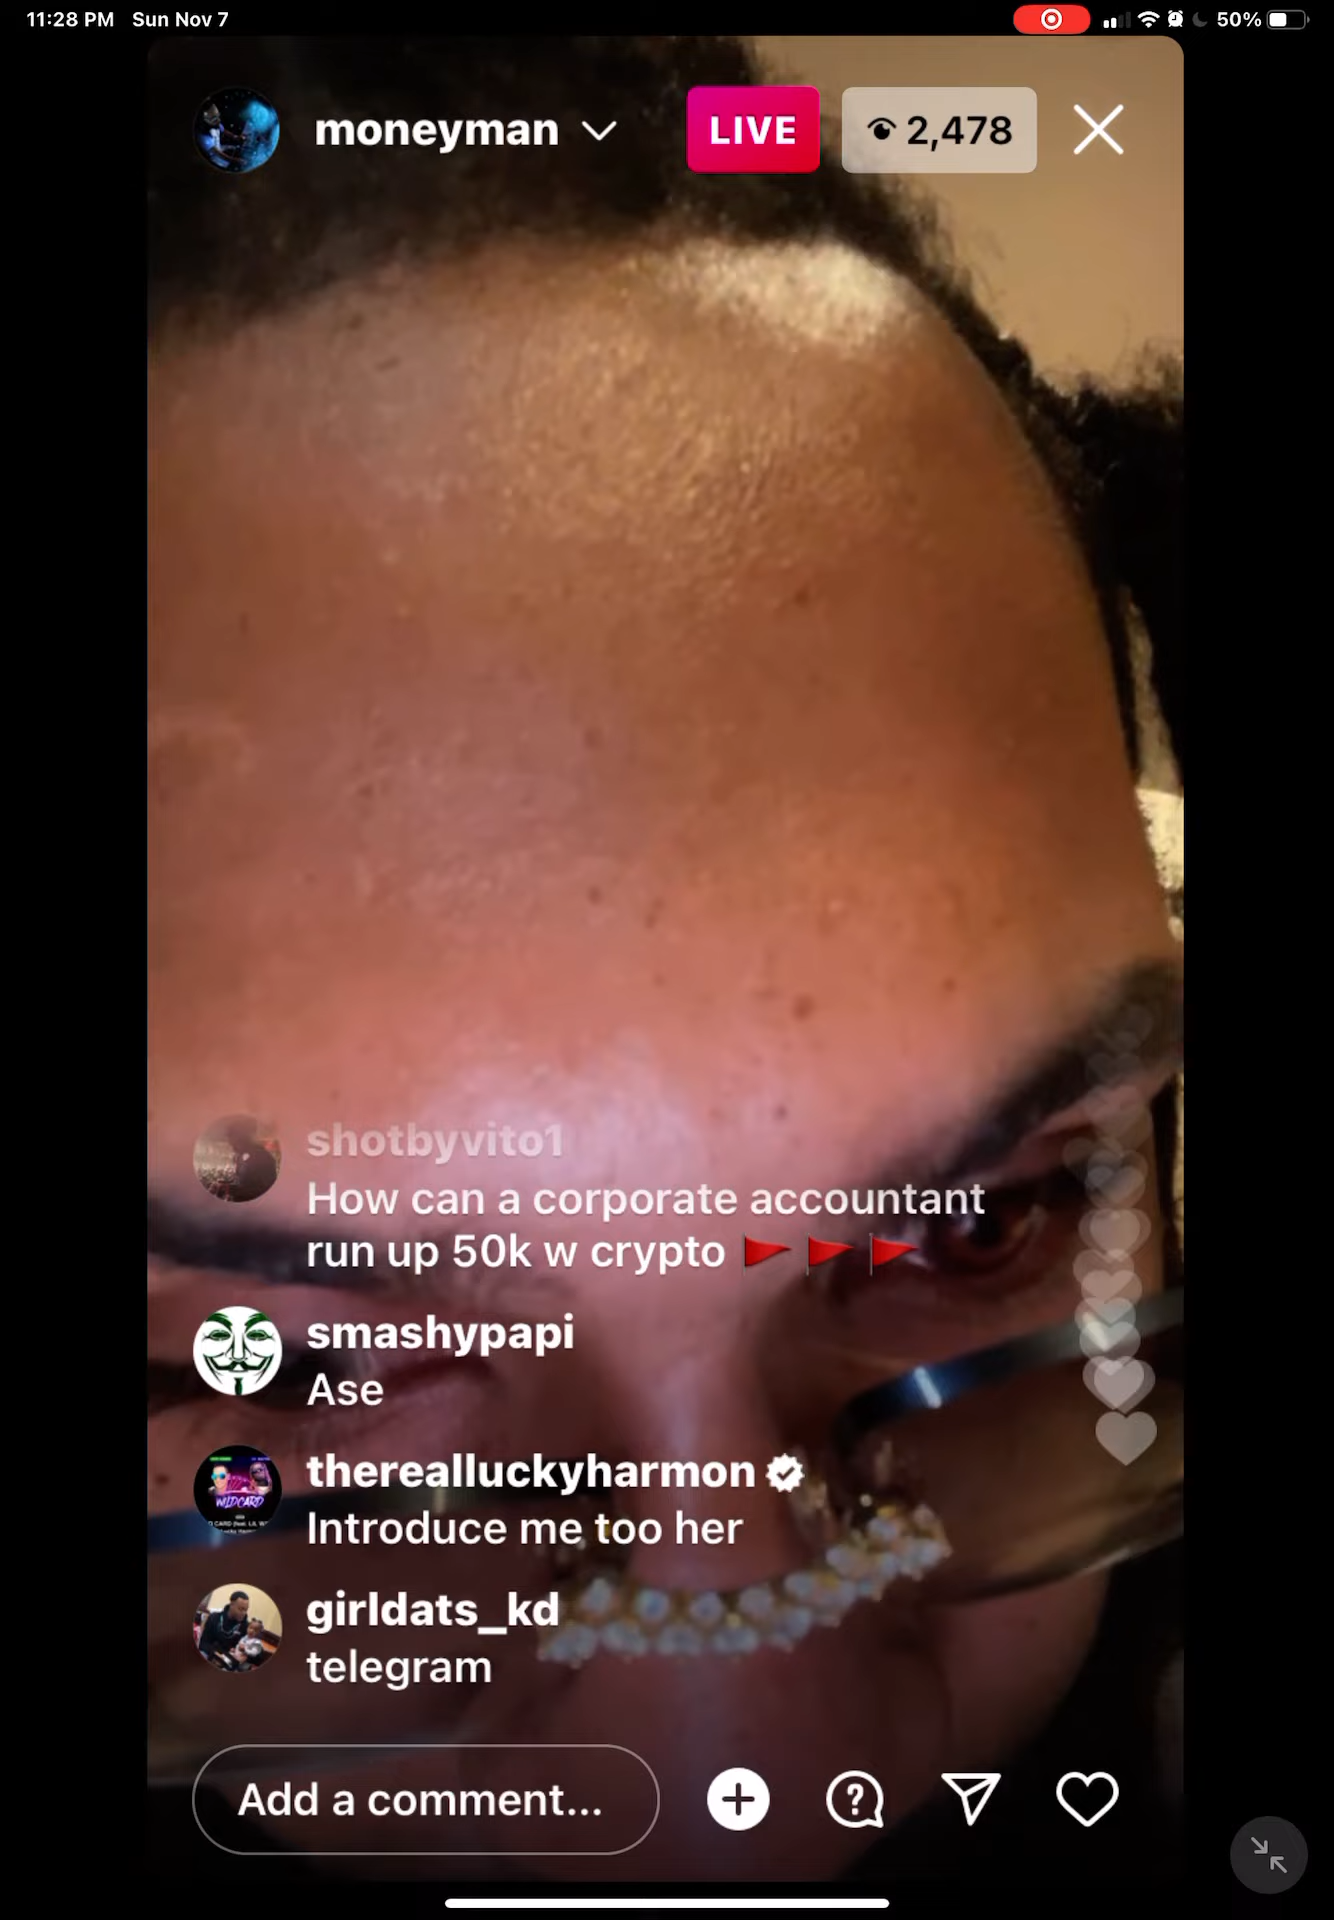 11:28 PM Sun Nov 7
50%
moneyman
LIVE
2,478
shotbyvito1
How can a corporate accountant
run up 50k w crypto 🚩 🚩 🚩
smashypapi
Ase
therealluckyharmon
Introduce me too her
WILDCARD
girldats_kd
telegram
Add a comment...